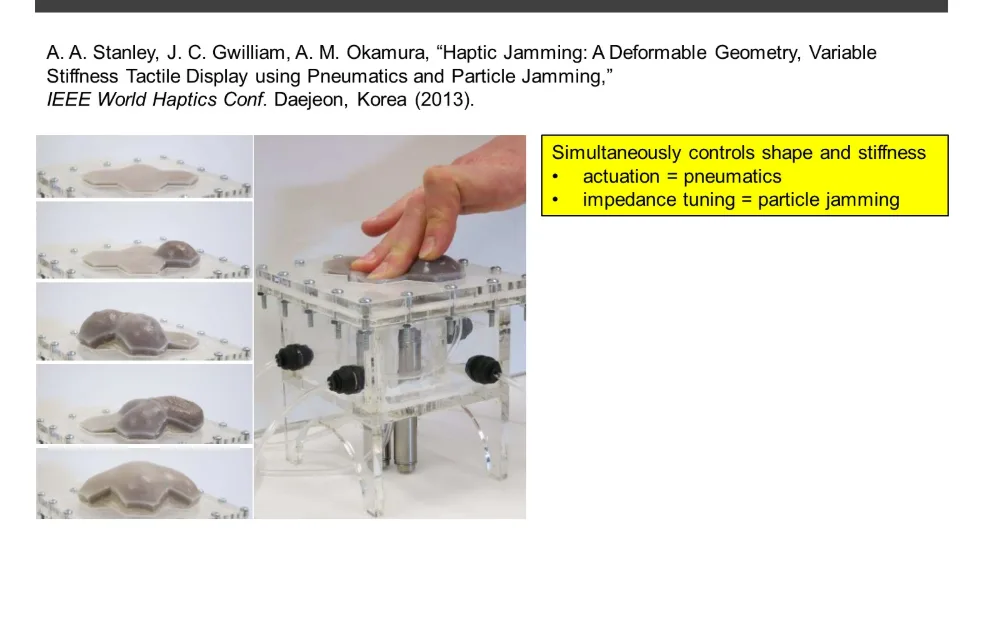 A. A. Stanley, J. C. Gwilliam, A. M. Okamura, “Haptic Jamming: A Deformable Geometry, Variable
Stiffness Tactile Display using Pneumatics and Particle Jamming,”
IEEE World Haptics Conf. Daejeon, Korea (2013).
Simultaneously controls shape and stiffness
• actuation = pneumatics
• impedance tuning = particle jamming